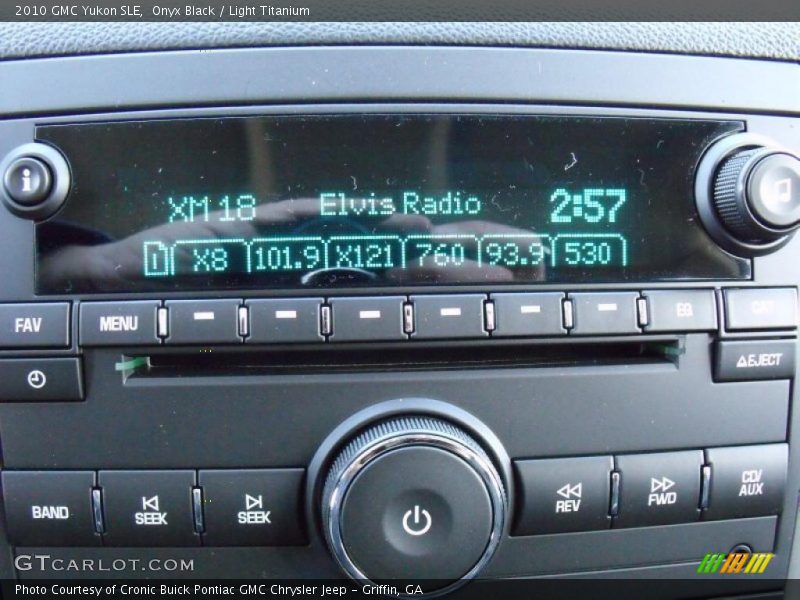 2010 GMC Yukon SLE,  Onyx Black / Light Titanium
i
XM 18 Elvis Radio 2:57
1 X8 101.9 X121 760 93.9 530
FAV MENU EQ CAT
EJECT
BAND SEEK SEEK REV FWD CD/
AUX
GTCARLOT.COM
Photo Courtesy of Cronic Buick Pontiac GMC Chrysler Jeep - Griffin, GA